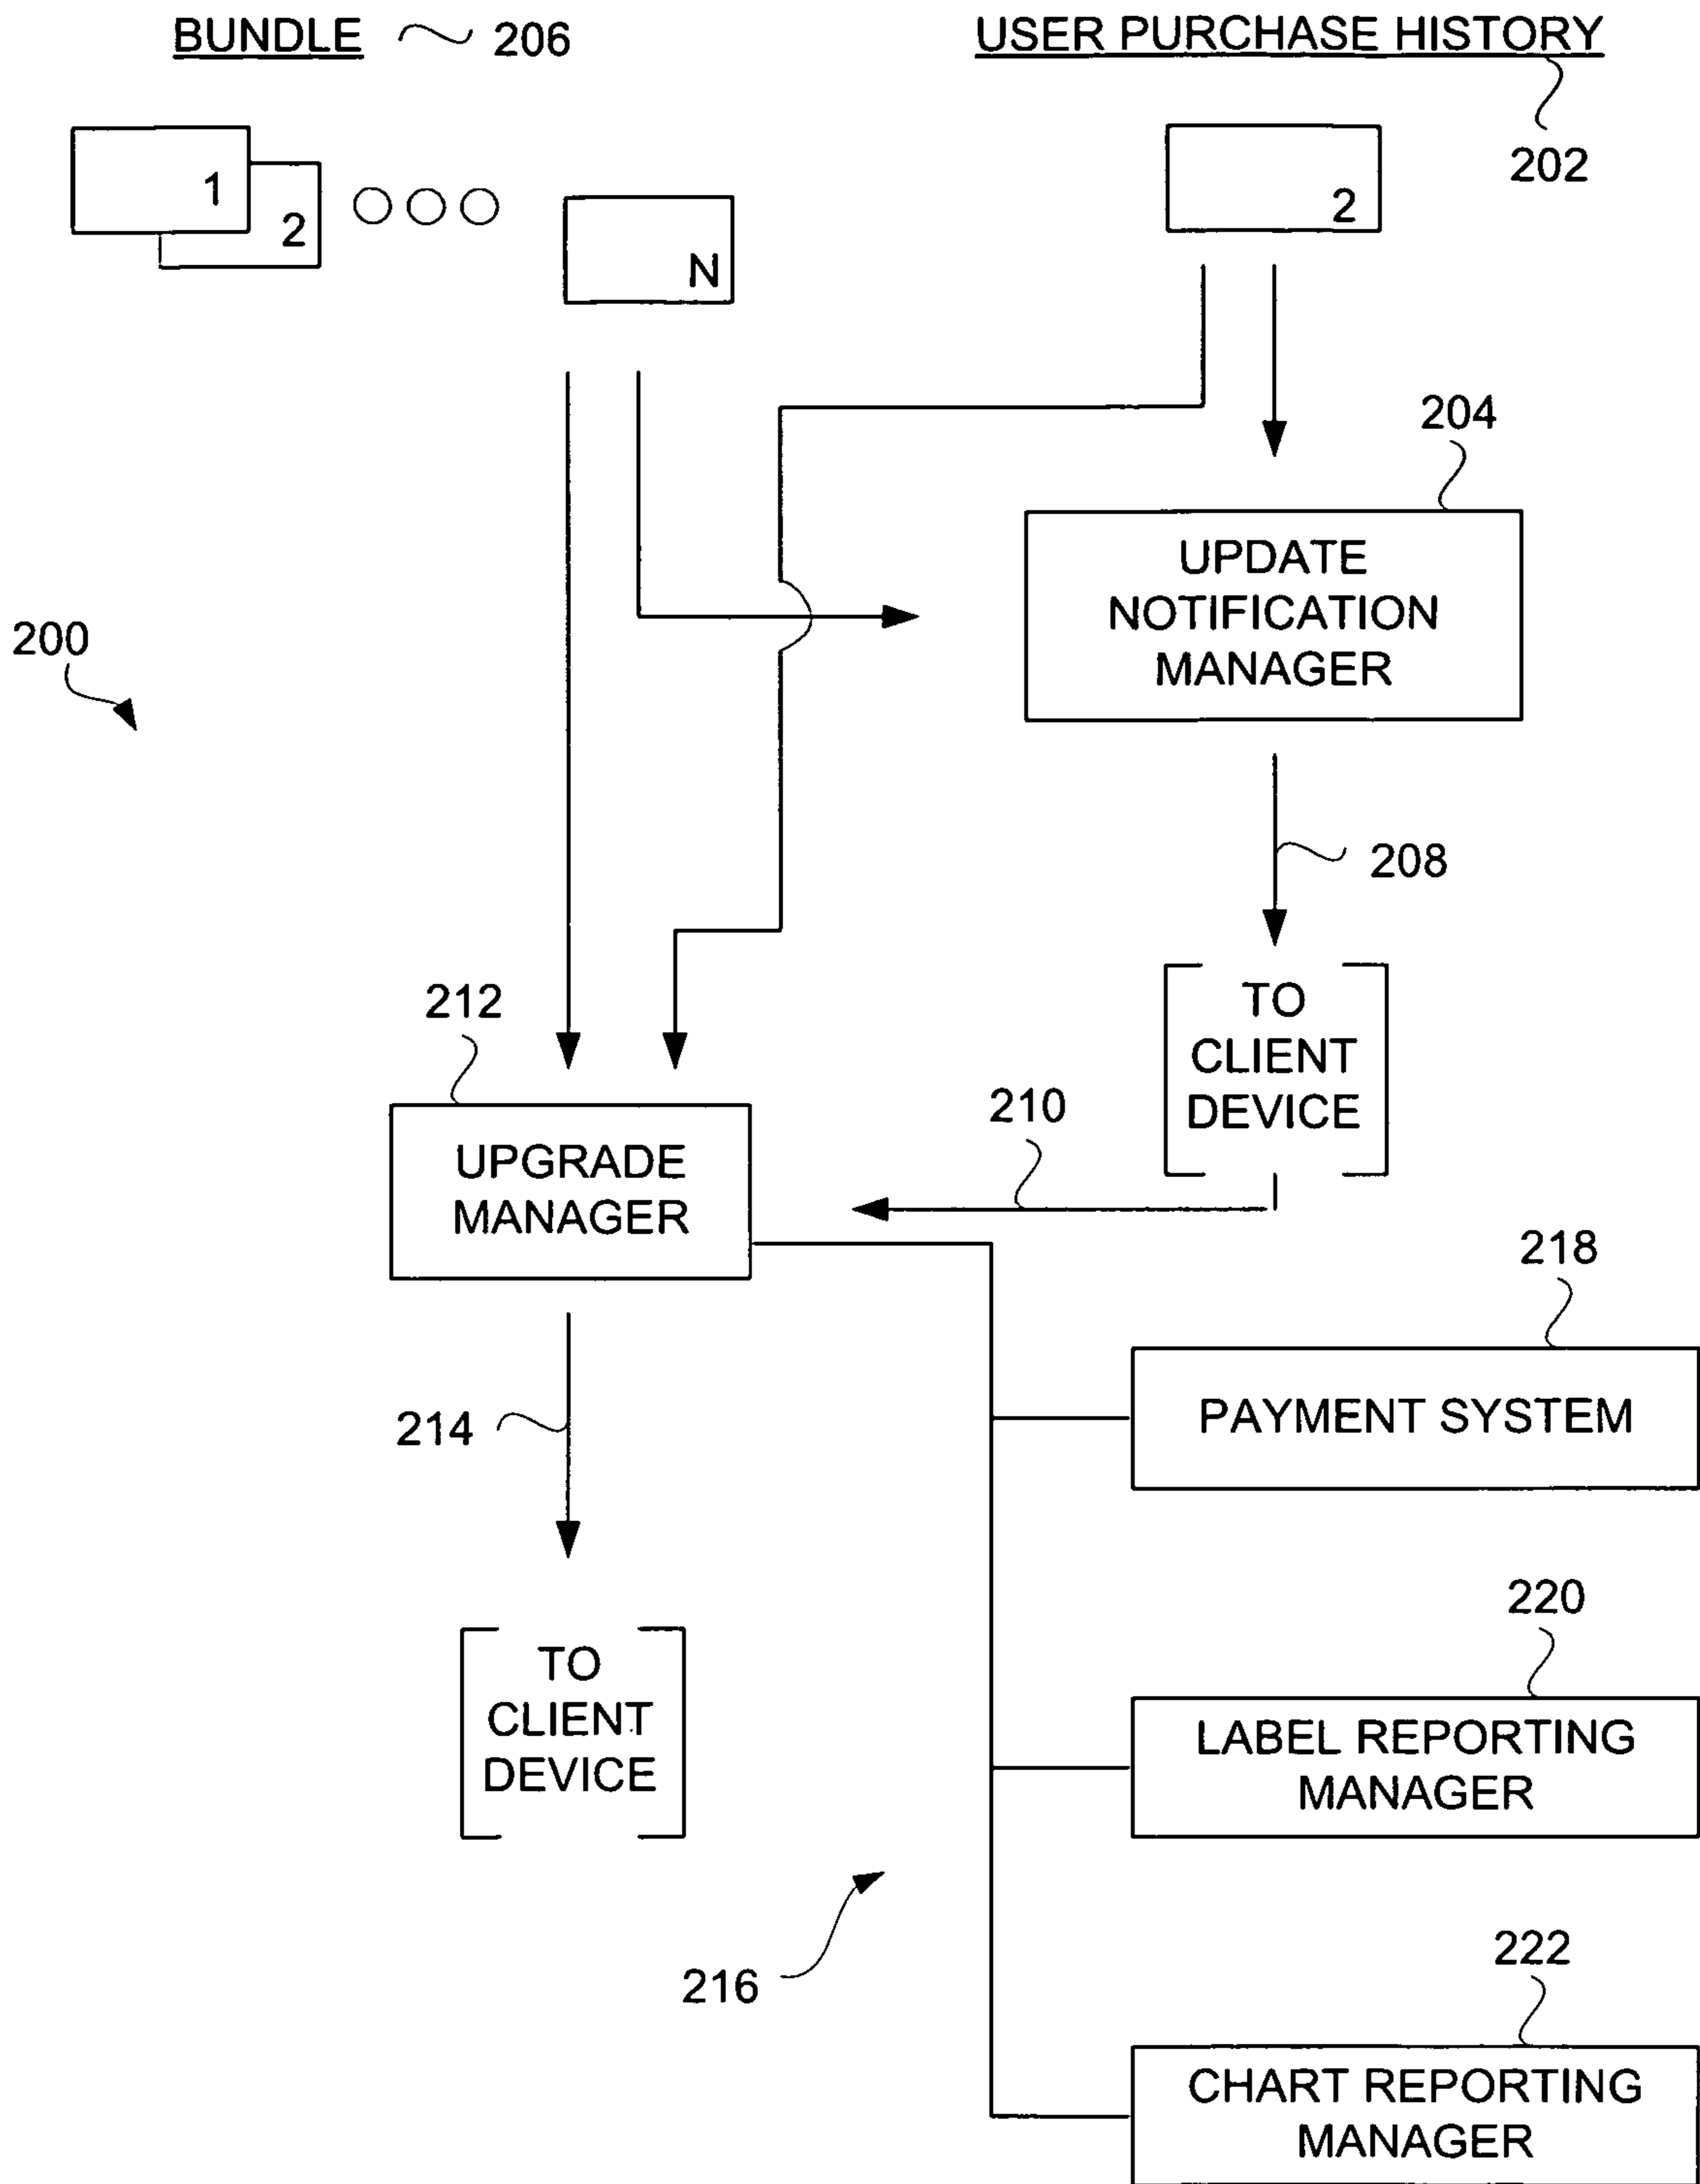 BUNDLE 206
USER PURCHASE HISTORY
202
1
2
N
2
204
UPDATE
NOTIFICATION
MANAGER
200
208
212
TO
CLIENT
DEVICE
210
UPGRADE
MANAGER
218
PAYMENT SYSTEM
214
220
TO
CLIENT
DEVICE
LABEL REPORTING
MANAGER
216
222
CHART REPORTING
MANAGER